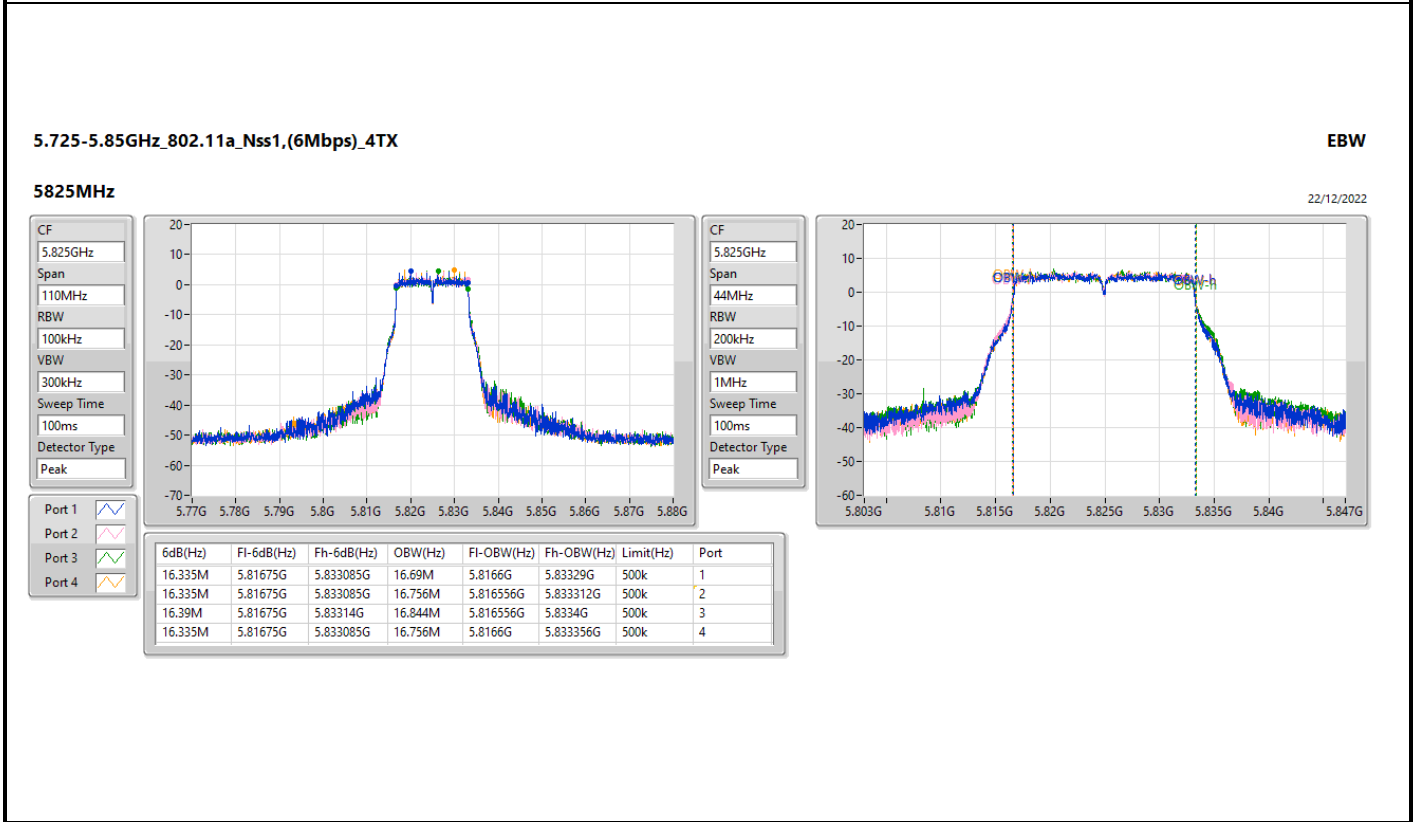 5.725-5.85GHz_802.11a_Nss1,(6Mbps)_4TX
EBW
5825MHz
22/12/2022
CF
5.825GHz
Span
110MHz
RBW
100kHz
VBW
300kHz
Sweep Time
100ms
Detector Type
Peak
Port 1
Port 2
Port 3
Port 4
20
10
0
-10
-20
-30
-40
-50
-60
-70
5.77G 5.78G 5.79G 5.8G 5.81G 5.82G 5.83G 5.84G 5.85G 5.86G 5.87G 5.88G
CF
5.825GHz
Span
44MHz
RBW
200kHz
VBW
1MHz
Sweep Time
100ms
Detector Type
Peak
20
10
0
-10
-20
-30
-40
-50
-60
OBW-h
5.803G 5.81G 5.815G 5.82G 5.825G 5.83G 5.835G 5.84G 5.847G
6dB(Hz) Fl-6dB(Hz) Fh-6dB(Hz) OBW(Hz) Fl-OBW(Hz) Fh-OBW(Hz) Limit(Hz) Port
16.335M 5.81675G 5.833085G 16.69M 5.8166G 5.83329G 500k 1
16.335M 5.81675G 5.833085G 16.756M 5.816556G 5.833312G 500k 2
16.39M 5.81675G 5.83314G 16.844M 5.816556G 5.8334G 500k 3
16.335M 5.81675G 5.833085G 16.756M 5.8166G 5.833356G 500k 4